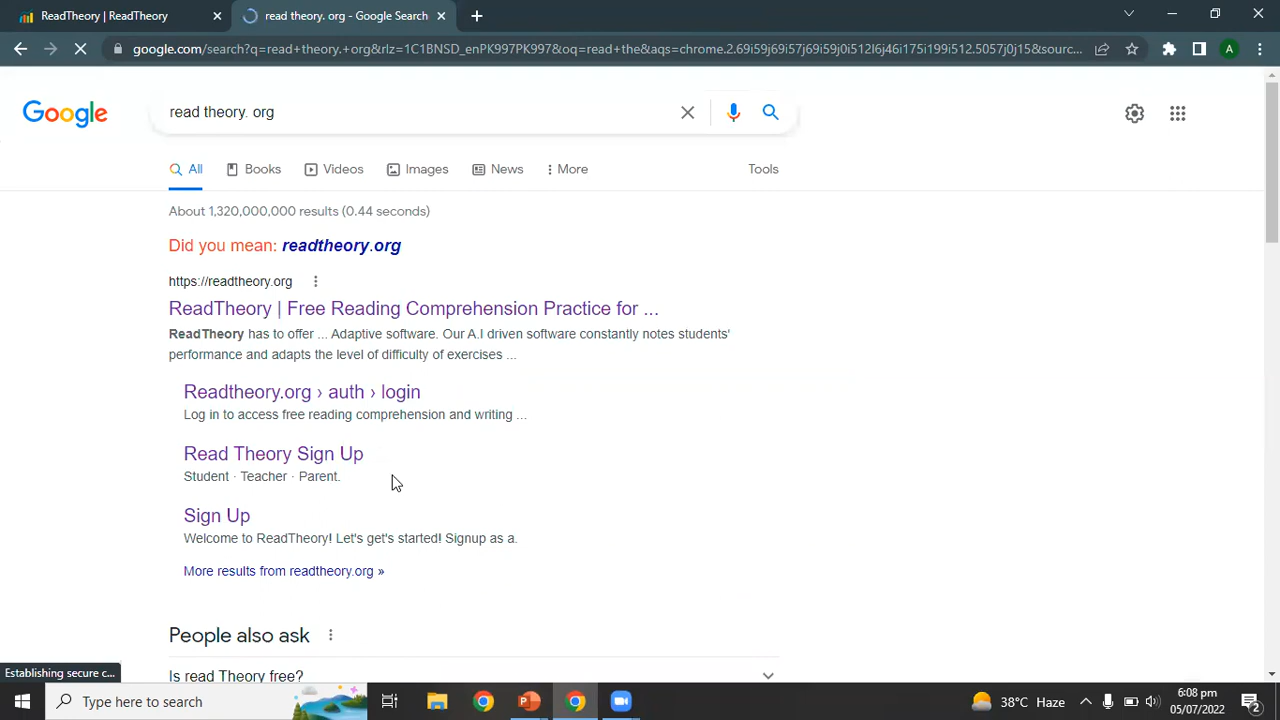 ReadTheory | ReadTheory
read theory. org - Google Search
google.com/search?q=read+theory.+org&rlz=1C1BNSD_enPK997PK997&oq=read+the&aqs=chrome.2.69i59j69i57j69i59j0i512l6j46i175i199i512.5057j0j15&sourc...
A
Google
read theory. org
All
Books
Videos
Images
News
More
Tools
About 1,320,000,000 results (0.44 seconds)
Did you mean: readtheory.org
https://readtheory.org
ReadTheory | Free Reading Comprehension Practice for ...
ReadTheory has to offer ... Adaptive software. Our A.I driven software constantly notes students'
performance and adapts the level of difficulty of exercises ...
Readtheory.org › auth › login
Log in to access free reading comprehension and writing ...
Read Theory Sign Up
Student · Teacher · Parent.
Sign Up
Welcome to ReadTheory! Let's get's started! Signup as a.
More results from readtheory.org »
People also ask
Is read Theory free?
Establishing secure c...
Type here to search
38°C Haze
6:08 pm
05/07/2022
2